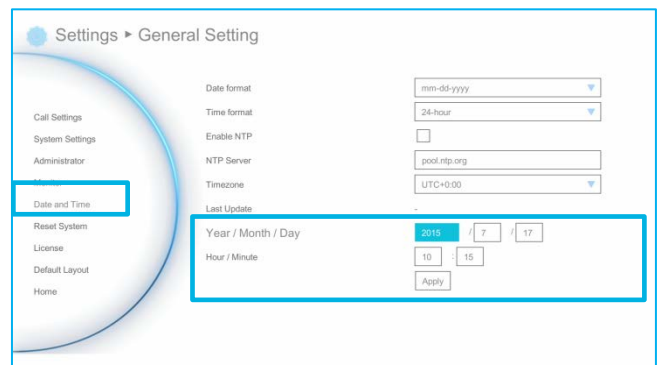 Settings ▸ General Setting
Call Settings
System Settings
Administrator
Date and Time
Reset System
License
Default Layout
Home
Date format mm-dd-yyyy
Time format 24-hour
Enable NTP
NTP Server pool.ntp.org
Timezone UTC+0:00
Last Update -
Year / Month / Day 2015 / 7 / 17
Hour / Minute 10 : 15
Apply